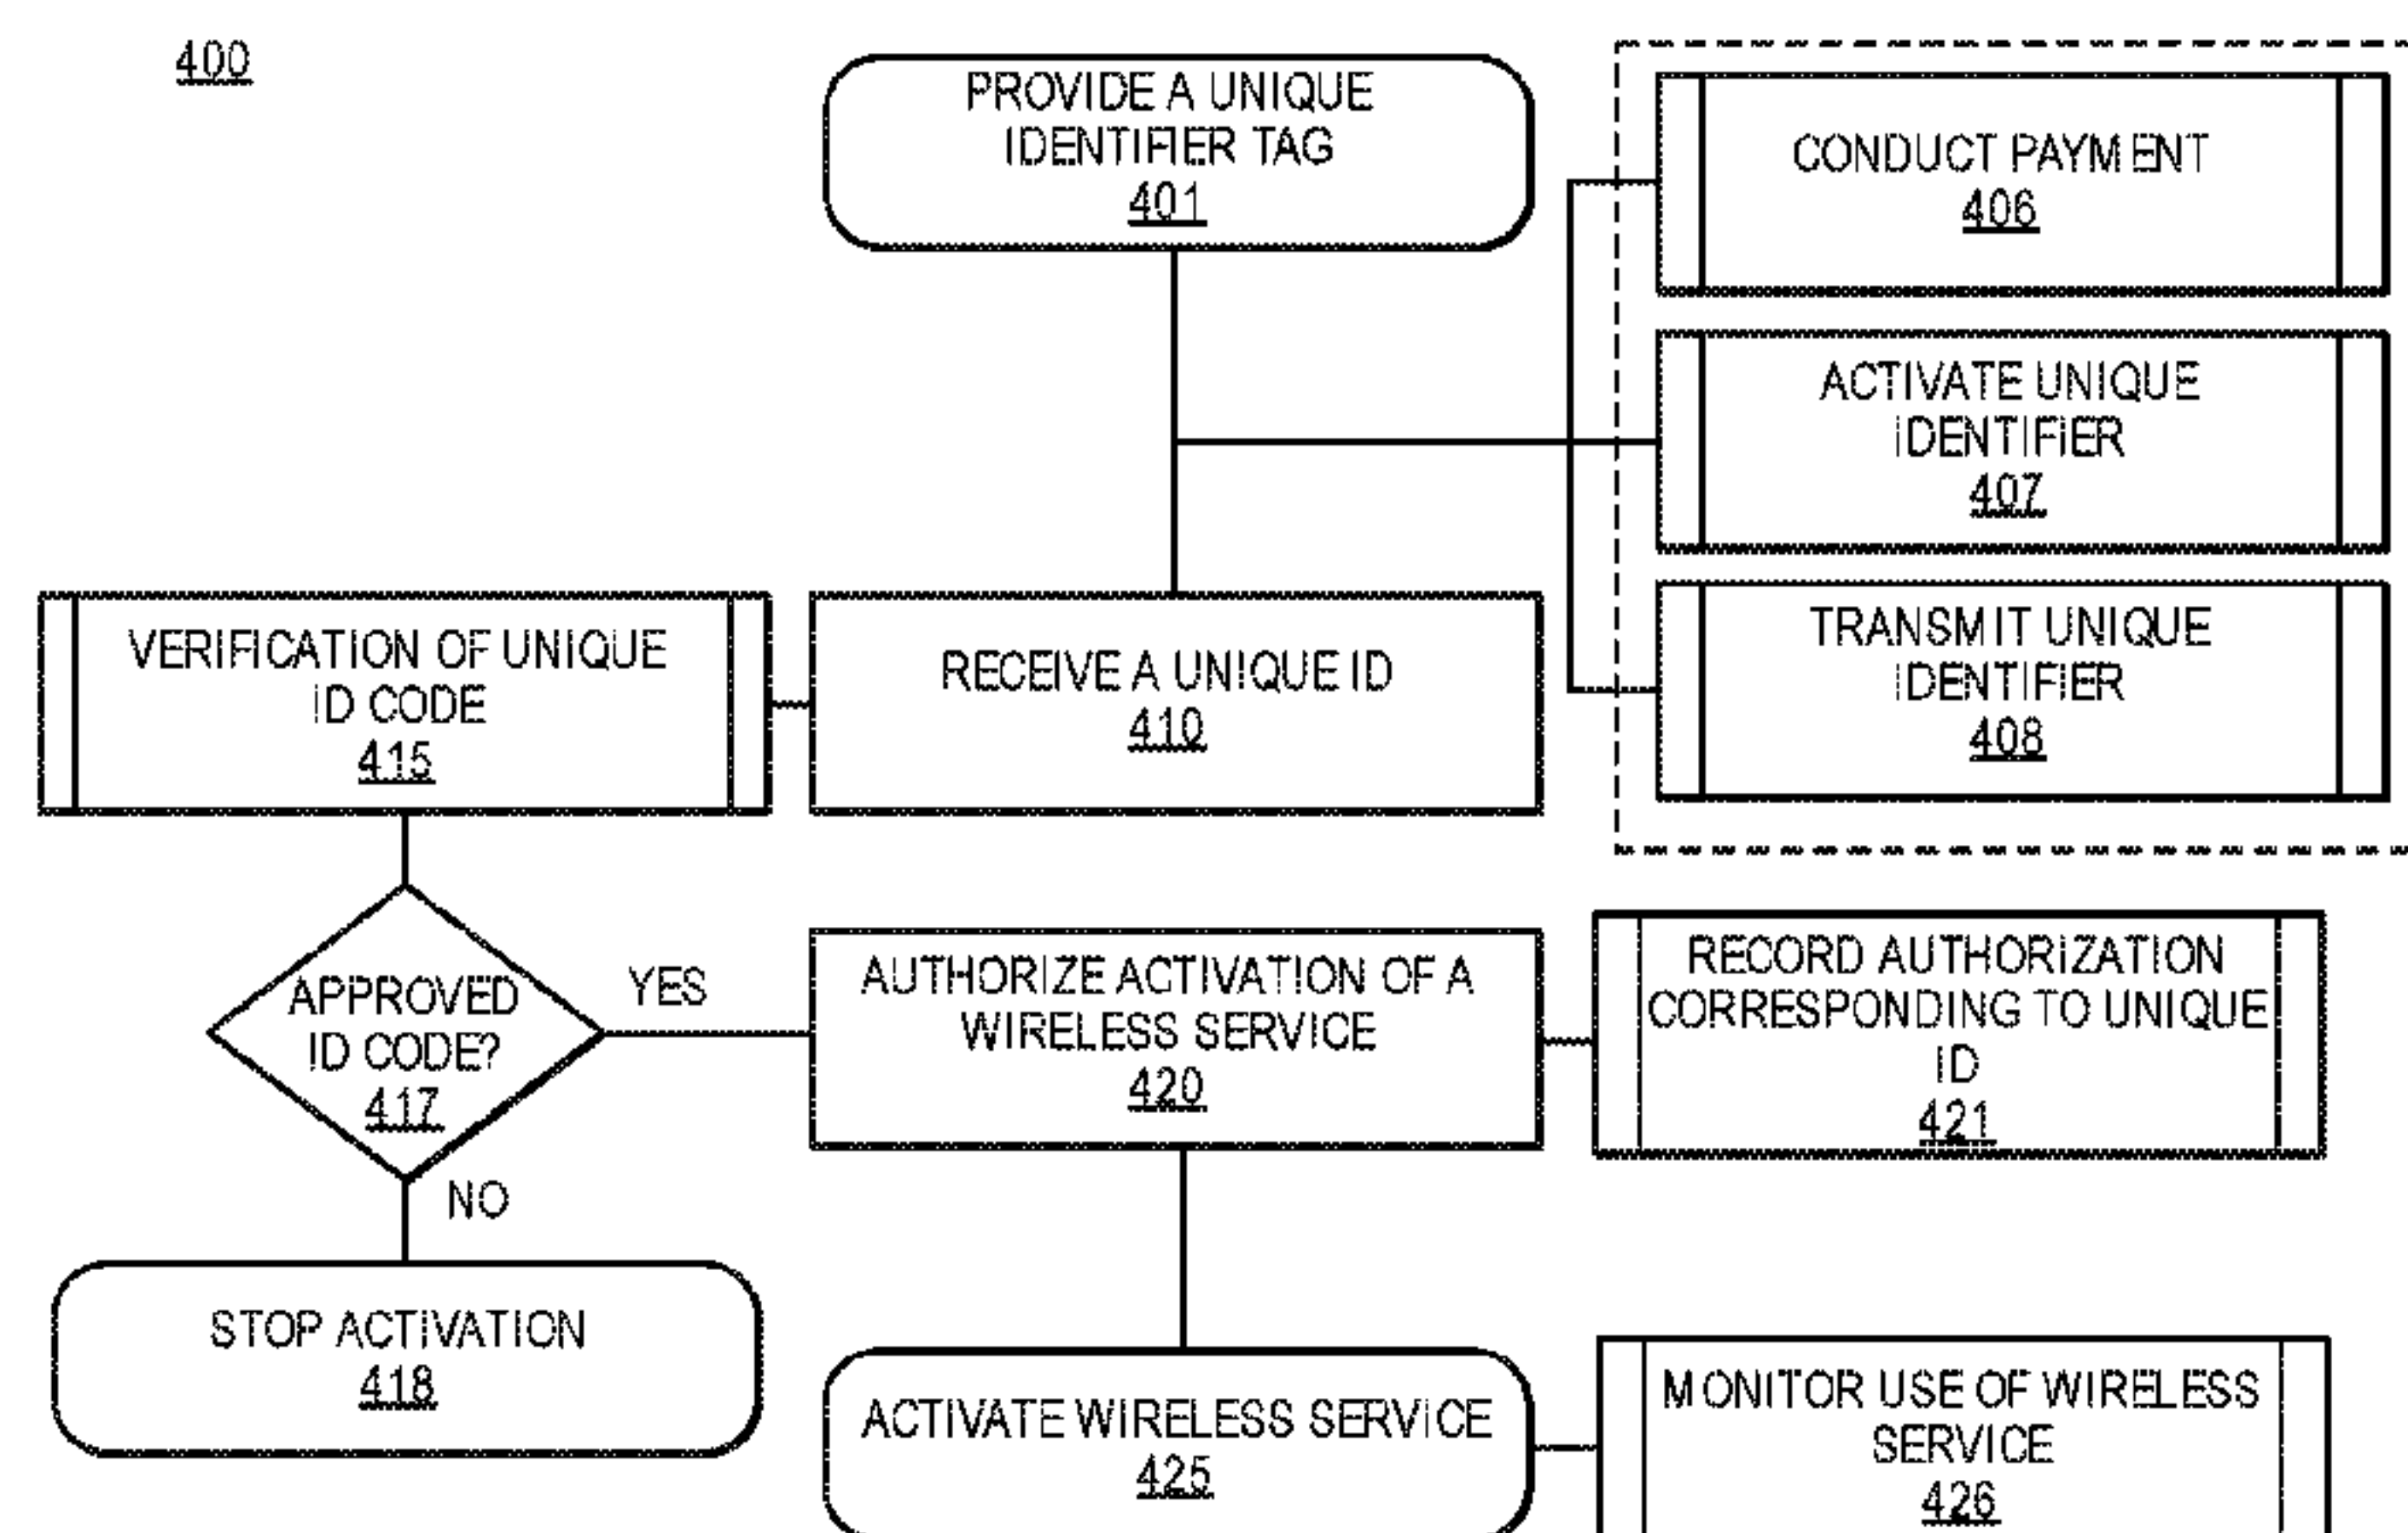 400
PROVIDE A UNIQUE
IDENTIFIER TAG
401
CONDUCT PAYMENT
406
ACTIVATE UNIQUE
IDENTIFIER
407
TRANSMIT UNIQUE
IDENTIFIER
408
VERIFICATION OF UNIQUE
ID CODE
415
RECEIVE A UNIQUE ID
410
APPROVED
ID CODE?
417
YES
NO
AUTHORIZE ACTIVATION OF A
WIRELESS SERVICE
420
RECORD AUTHORIZATION
CORRESPONDING TO UNIQUE
ID
421
STOP ACTIVATION
418
ACTIVATE WIRELESS SERVICE
425
MONITOR USE OF WIRELESS
SERVICE
426